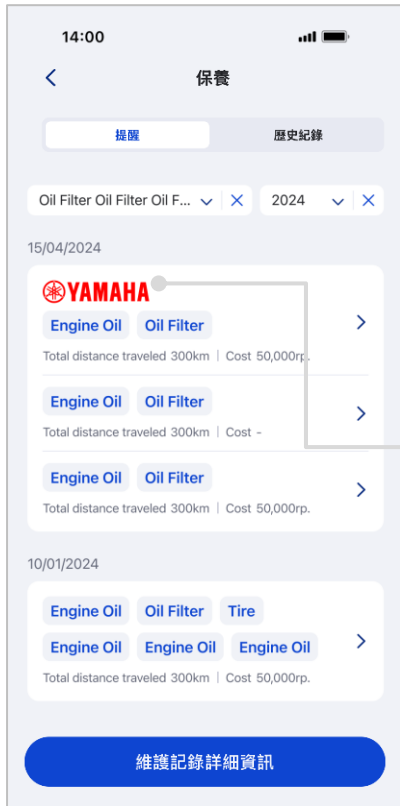 14:00
保養
提醒
歷史紀錄
Oil Filter Oil Filter Oil F...
2024
15/04/2024
YAMAHA
Engine Oil Oil Filter
Total distance traveled 300km | Cost 50,000rp.
Engine Oil Oil Filter
Total distance traveled 300km | Cost -
Engine Oil Oil Filter
Total distance traveled 300km | Cost 50,000rp.
10/01/2024
Engine Oil Oil Filter Tire
Engine Oil Engine Oil Engine Oil
Total distance traveled 300km | Cost 50,000rp.
維護記錄詳細資訊